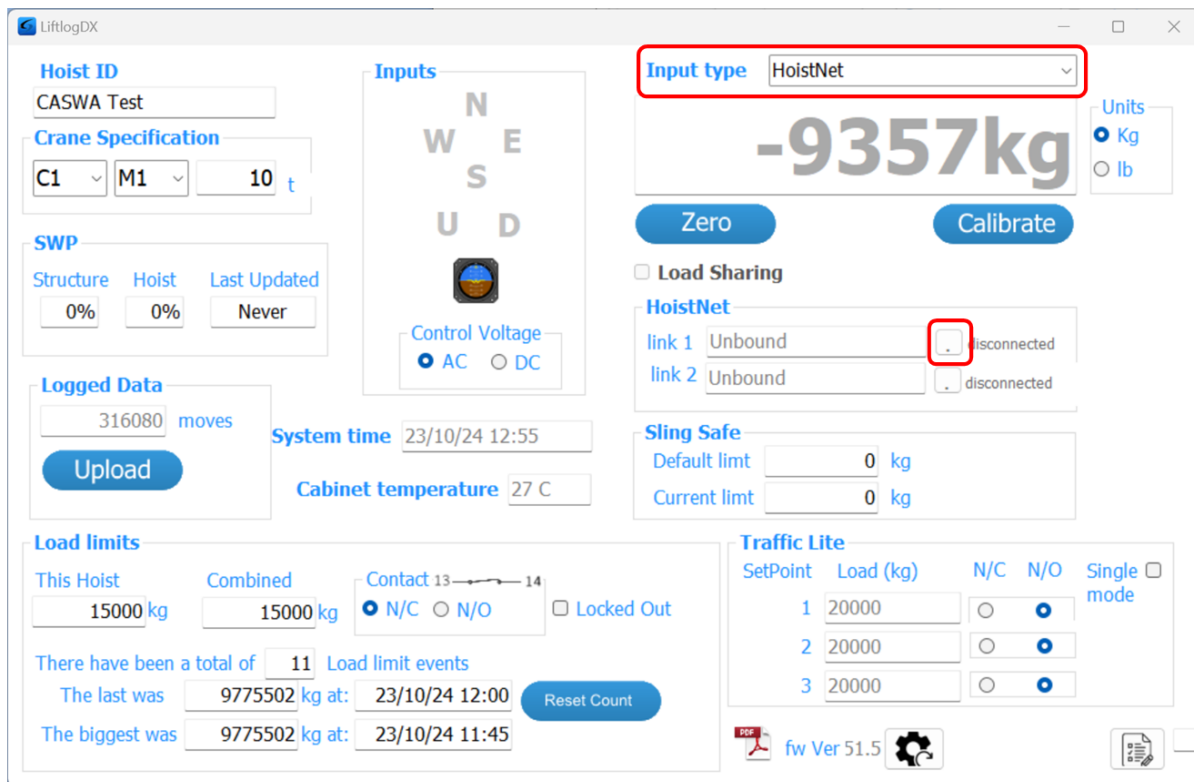 LiftlogDX
Hoist ID
CASWA Test
Crane Specification
C1 M1 10 t
SWP
Structure Hoist Last Updated
0% 0% Never
Logged Data
316080 moves
Upload
Inputs
N
W E
S
U D
Control Voltage
AC DC
System time 23/10/24 12:55
Cabinet temperature 27 C
Input type HoistNet
-9357kg
Units
Kg
lb
Zero Calibrate
Load Sharing
HoistNet
link 1 Unbound . disconnected
link 2 Unbound . disconnected
Sling Safe
Default limt 0 kg
Current limt 0 kg
Load limits
This Hoist Combined
15000 kg 15000 kg
Contact 13 14
N/C N/O
Locked Out
There have been a total of 11 Load limit events
The last was 9775502 kg at: 23/10/24 12:00
The biggest was 9775502 kg at: 23/10/24 11:45
Reset Count
Traffic Lite
SetPoint Load (kg) N/C N/O Single
mode
1 20000
2 20000
3 20000
PDF fw Ver 51.5